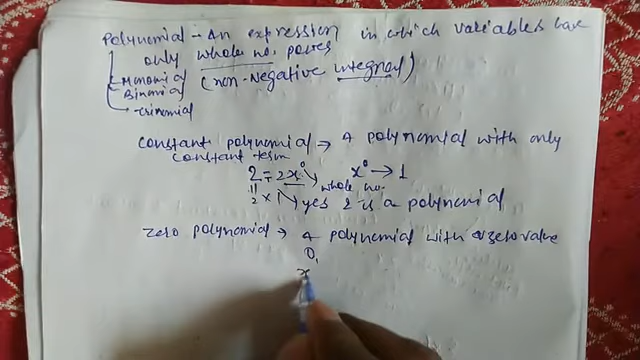 Polynomial - An expression in which variables have
only whole no. powers
Monomial (non-Negative integral)
Binomial
trinomial
constant polynomial → A polynomial with only
constant term
2 = 2x⁰ x⁰ → 1
whole no.
2 x 1 yes 2 is a polynomial
Zero polynomial → A polynomial with a zero value
0,
x